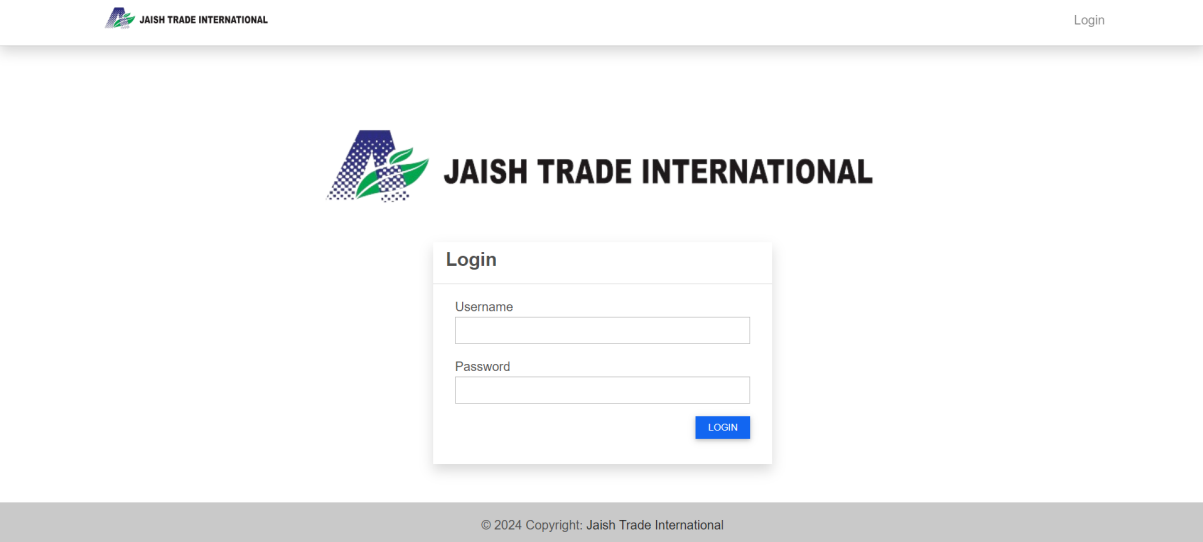 JAISH TRADE INTERNATIONAL
Login
JAISH TRADE INTERNATIONAL
Login
Username
Password
LOGIN
© 2024 Copyright: Jaish Trade International